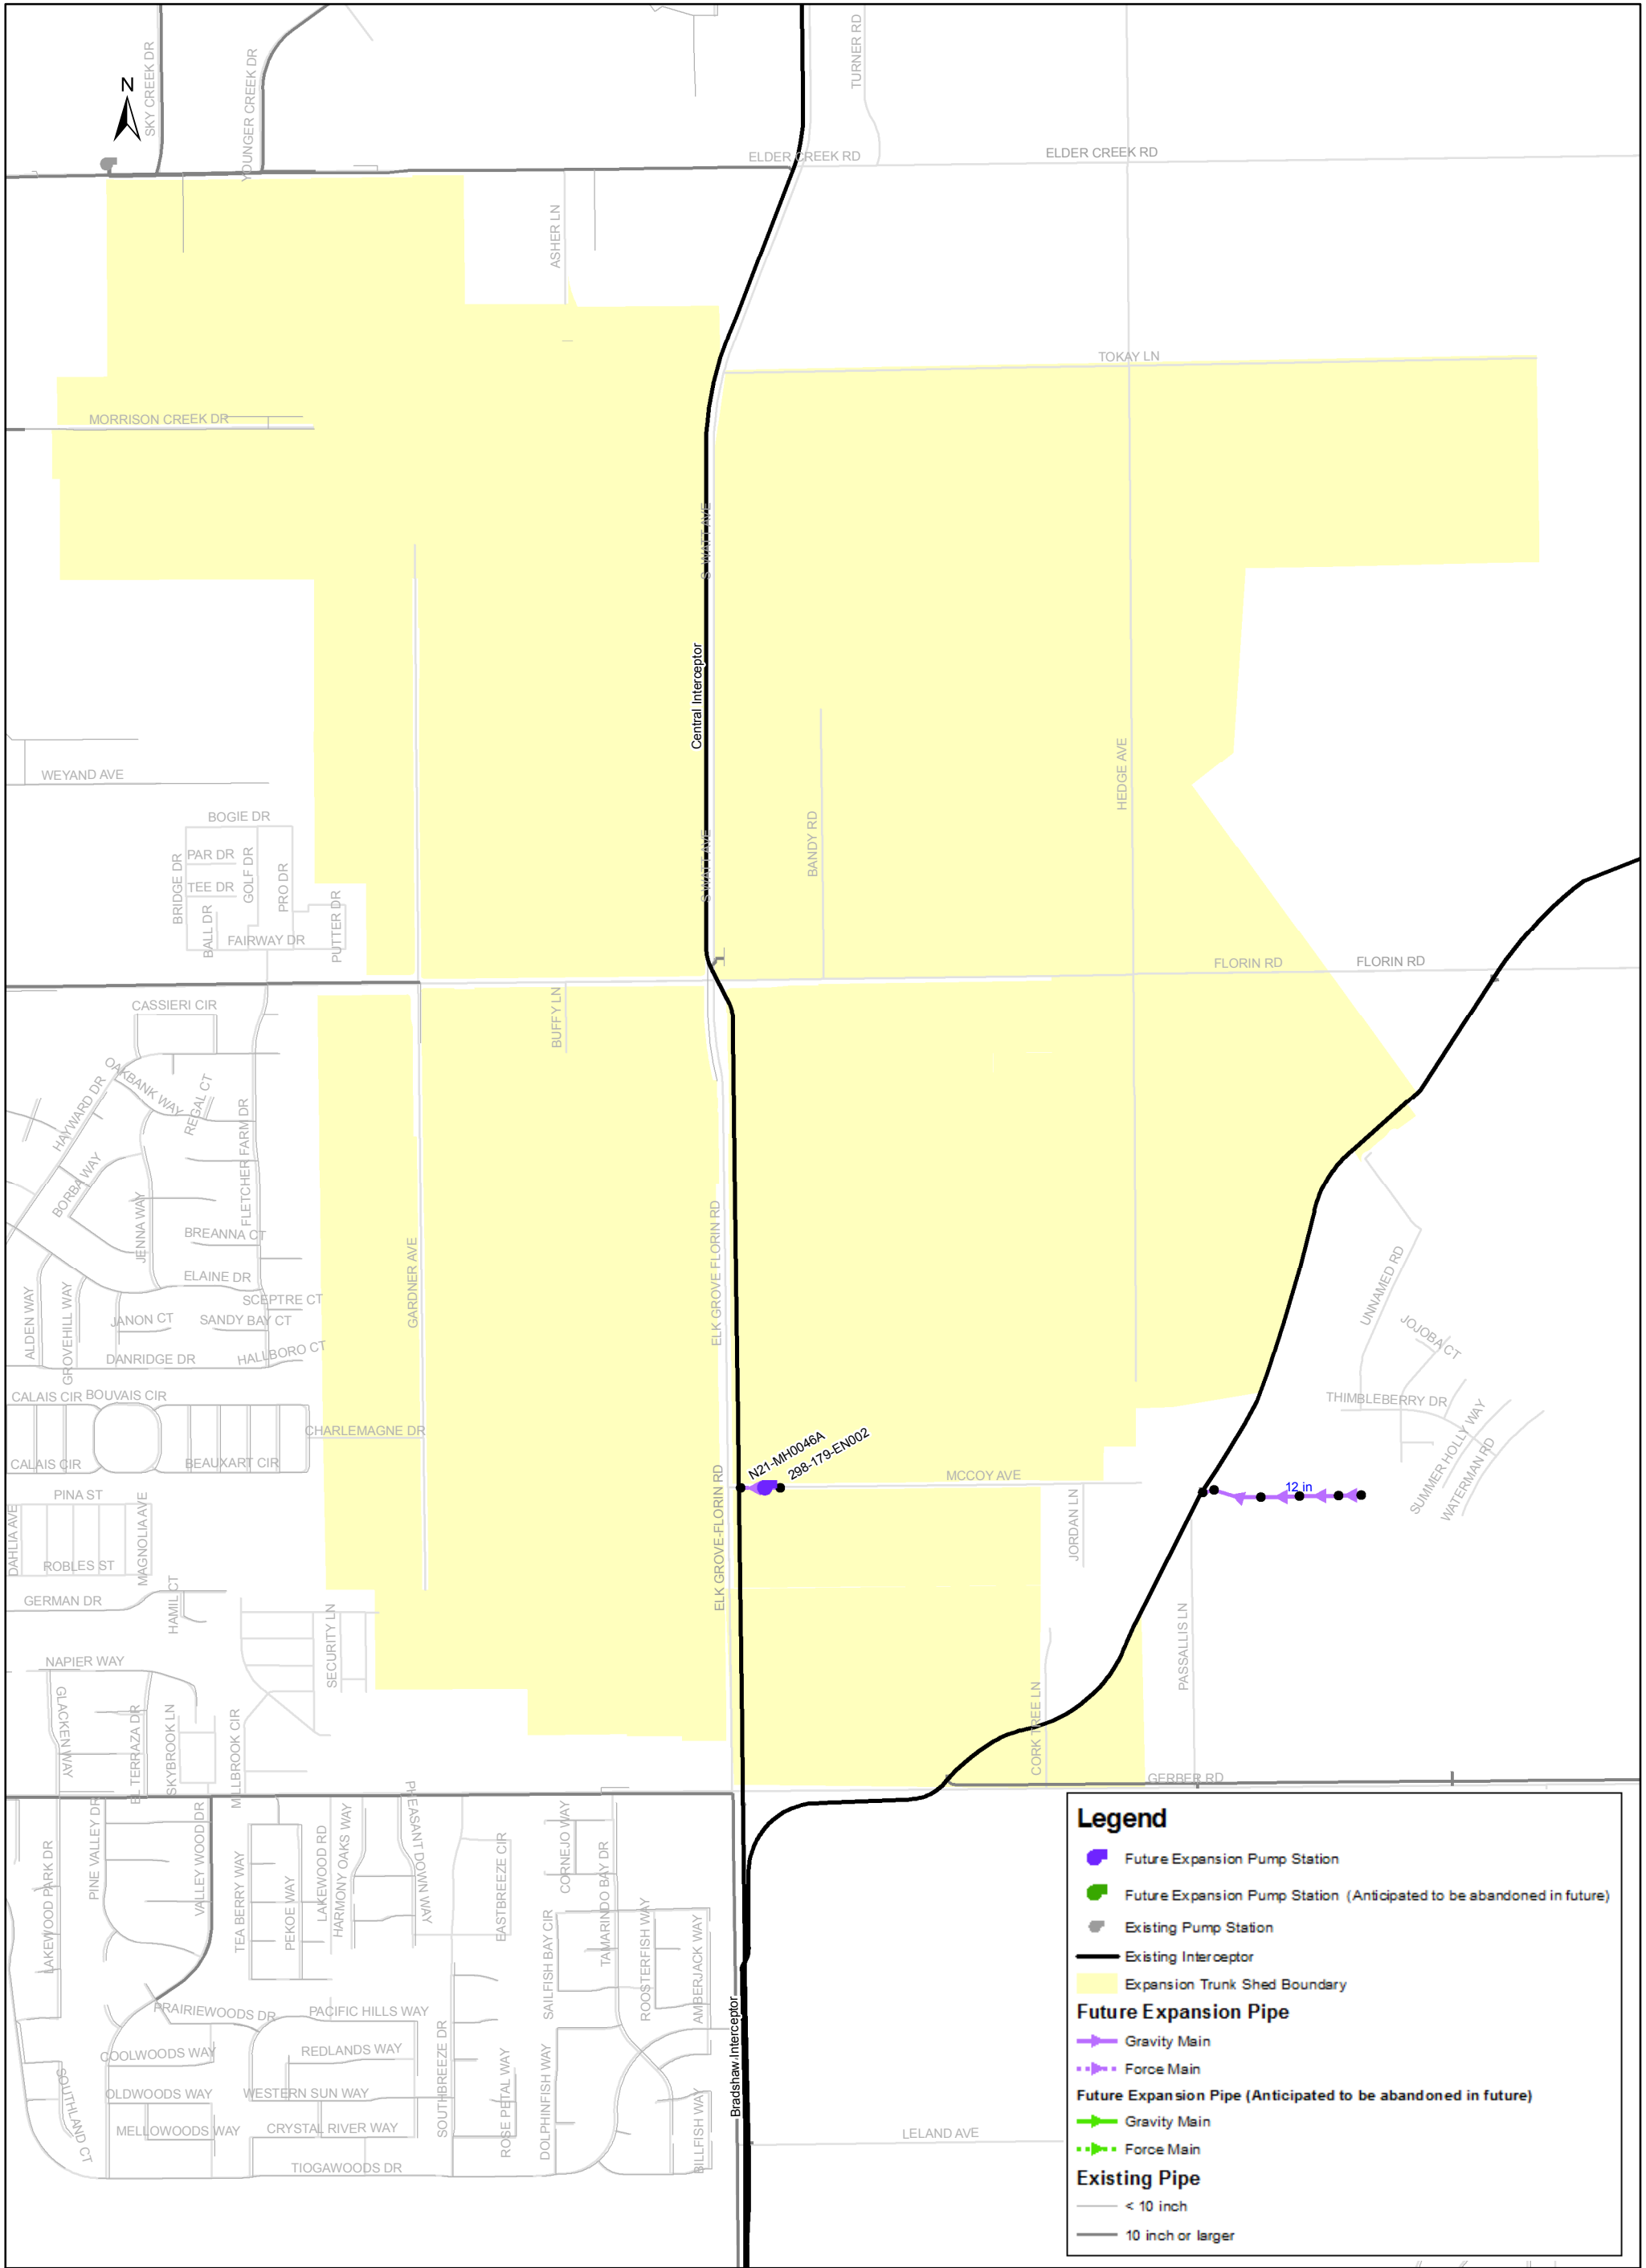 N
SKY CREEK DR
YOUNGER CREEK DR
TURNER RD
ELDER CREEK RD
ELDER CREEK RD
ASHER LN
TOKAY LN
MORRISON CREEK DR
S WATT AVE
Central Interceptor
WEYAND AVE
HEDGE AVE
BOGIE DR
PAR DR
TEE DR
BRIDGE DR
GOLF DR
PRO DR
BALL DR
FAIRWAY DR
PUTTER DR
S WATT AVE
BANDY RD
FLORIN RD
FLORIN RD
CASSIERI CIR
BUFFY LN
OAKBANK WAY
HAYWARD DR
REGAL CT
FLETCHER FARM DR
BORBA WAY
JENNA WAY
BREANNA CT
ELAINE DR
SCEPTRE CT
ALDEN WAY
GROVEHILL WAY
JANON CT
SANDY BAY CT
DANRIDGE DR
HALLBORO CT
GARDNER AVE
ELK GROVE FLORIN RD
UNNAMED RD
JOJOBA CT
CALAIS CIR
BOUVAIS CIR
THIMBLEBERRY DR
CHARLEMAGNE DR
SUMMER HOLLY WAY
WATERMAN RD
CALAIS CIR
BEAUXART CIR
N21-MH0046A
298-179-EN002
MCCOY AVE
12 in
PINA ST
DAHLIA AVE
MAGNOLIA AVE
ROBLES ST
ELK GROVE-FLORIN RD
JORDAN LN
GERMAN DR
HAMIL CT
SECURITY LN
PASSALLIS LN
NAPIER WAY
GLACKEN WAY
EL TERRAZA DR
SKYBROOK LN
MILLBROOK CIR
CORK TREE LN
GERBER RD
PHEASANT DOWN WAY
LAKEWOOD PARK DR
PINE VALLEY DR
VALLEY WOOD DR
TEA BERRY WAY
PEKOE WAY
LAKEWOOD RD
HARMONY OAKS WAY
EASTBREEZE CIR
CORNEJO WAY
TAMARINDO BAY DR
SAILFISH BAY CIR
ROOSTERFISH WAY
AMBERJACK WAY
PRAIRIEWOODS DR
PACIFIC HILLS WAY
COOLWOODS WAY
REDLANDS WAY
SOUTHLAND CT
OLDWOODS WAY
WESTERN SUN WAY
SOUTHBREEZE DR
ROSE PETAL WAY
DOLPHINFISH WAY
BILLFISH WAY
Bradshaw Interceptor
MELLOWOODS WAY
CRYSTAL RIVER WAY
TIOGAWOODS DR
LELAND AVE
Legend
Future Expansion Pump Station
Future Expansion Pump Station (Anticipated to be abandoned in future)
Existing Pump Station
Existing Interceptor
Expansion Trunk Shed Boundary
Future Expansion Pipe
Gravity Main
Force Main
Future Expansion Pipe (Anticipated to be abandoned in future)
Gravity Main
Force Main
Existing Pipe
< 10 inch
10 inch or larger